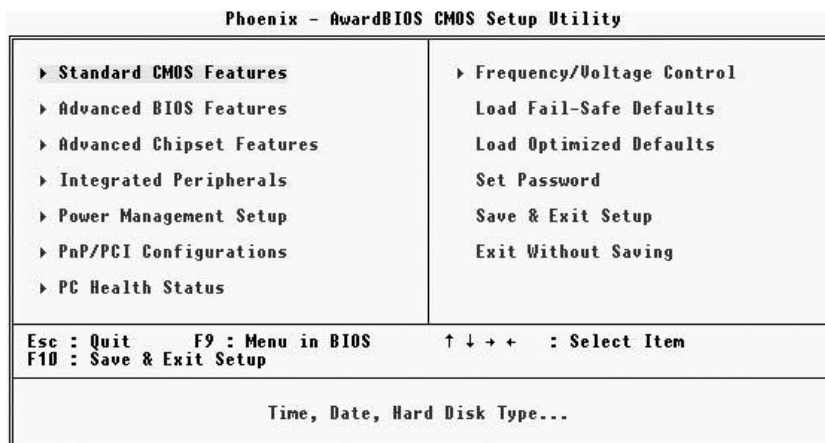 Phoenix - AwardBIOS CMOS Setup Utility
▸ Standard CMOS Features
▸ Advanced BIOS Features
▸ Advanced Chipset Features
▸ Integrated Peripherals
▸ Power Management Setup
▸ PnP/PCI Configurations
▸ PC Health Status
▸ Frequency/Voltage Control
Load Fail-Safe Defaults
Load Optimized Defaults
Set Password
Save & Exit Setup
Exit Without Saving
Esc : Quit F9 : Menu in BIOS ↑ ↓ → ← : Select Item
F10 : Save & Exit Setup
Time, Date, Hard Disk Type...